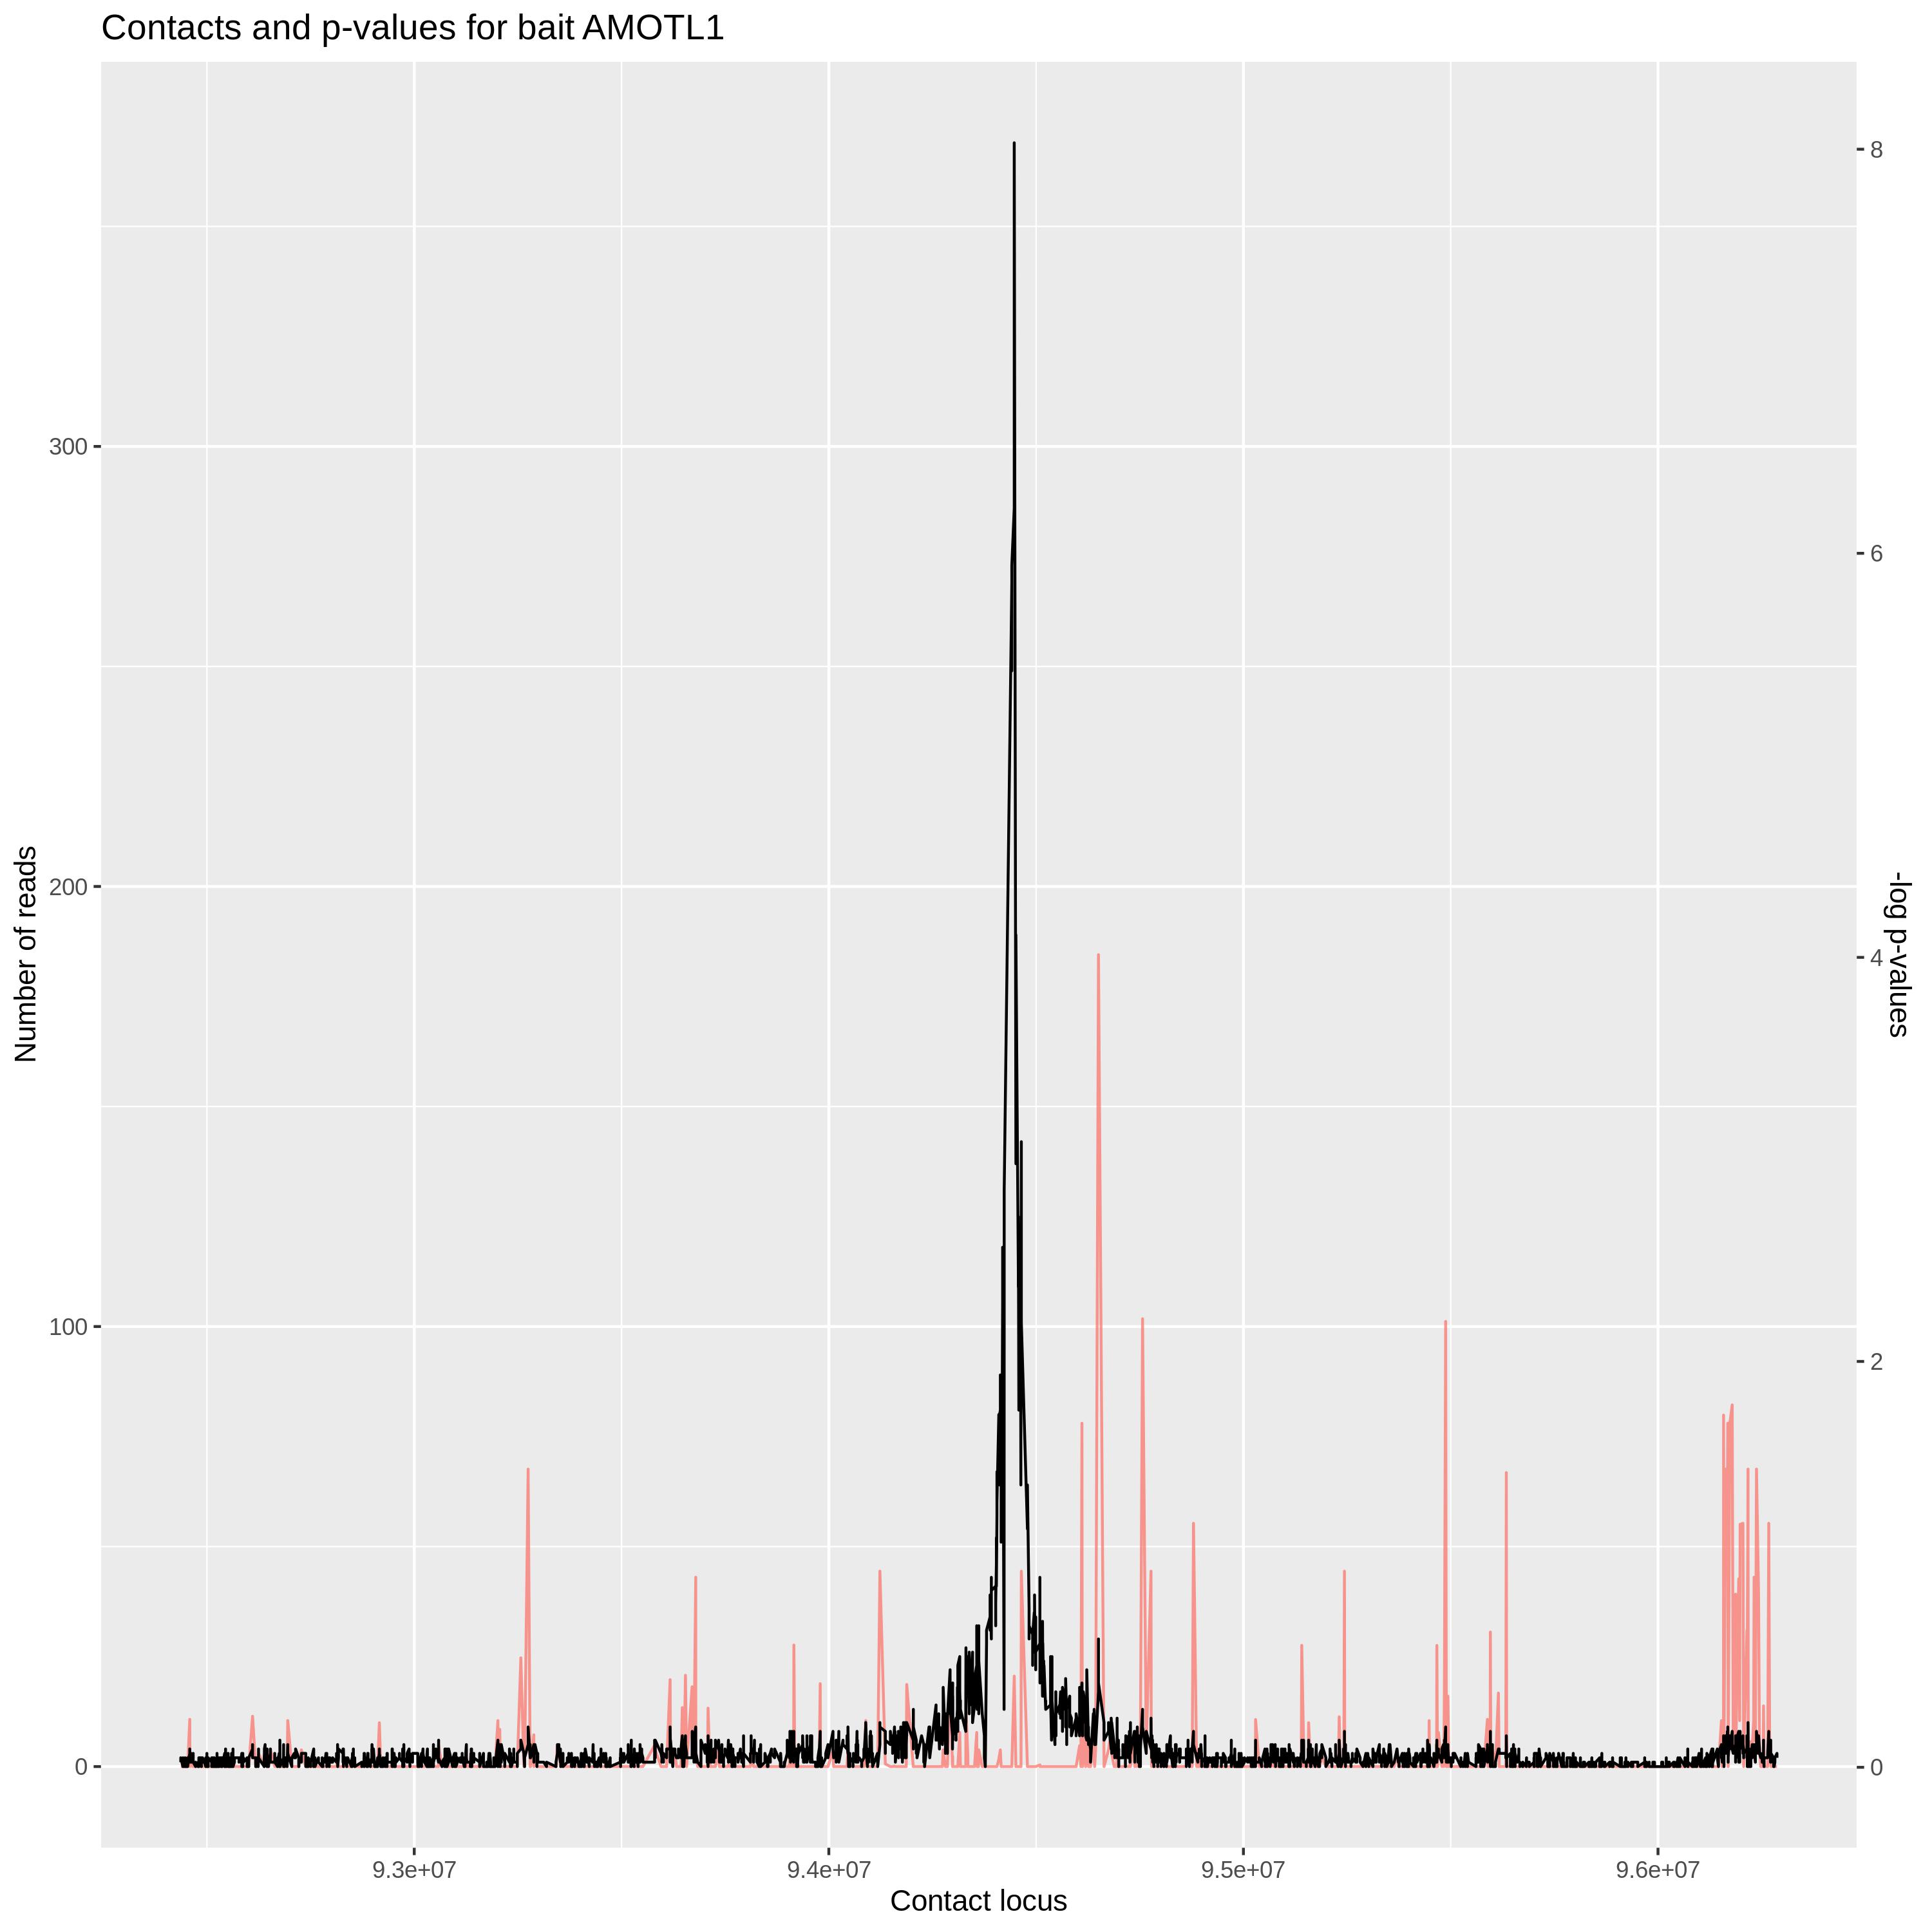 Contacts and p-values for bait AMOTL1
Number of reads
300
200
100
0
8
6
4
2
0
-log p-values
9.3e+07
9.4e+07
9.5e+07
9.6e+07
Contact locus